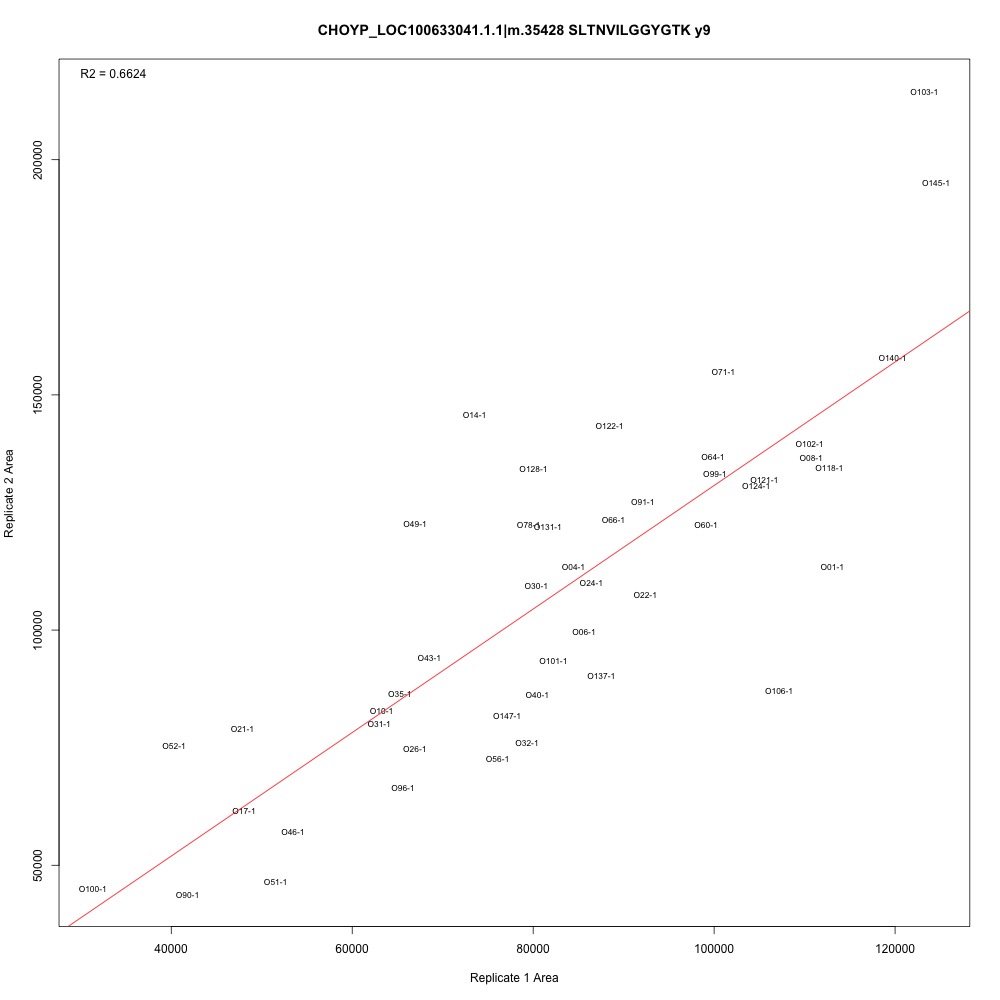 CHOYP_LOC100633041.1.1|m.35428 SLTNVILGGYGTK y9
R2 = 0.6624
O103-1
O145-1
O140-1
O71-1
O14-1
O122-1
O102-1
O64-1
O08-1
O118-1
O128-1
O99-1
O121-1
O124-1
O91-1
O66-1
O49-1
O78-1
O131-1
O60-1
O04-1
O01-1
O24-1
O30-1
O22-1
O06-1
O43-1
O101-1
O137-1
O106-1
O35-1
O40-1
O10-1
O147-1
O31-1
O21-1
O52-1
O32-1
O26-1
O56-1
O96-1
O17-1
O46-1
O51-1
O100-1
O90-1
200000
150000
100000
50000
Replicate 2 Area
40000 60000 80000 100000 120000
Replicate 1 Area